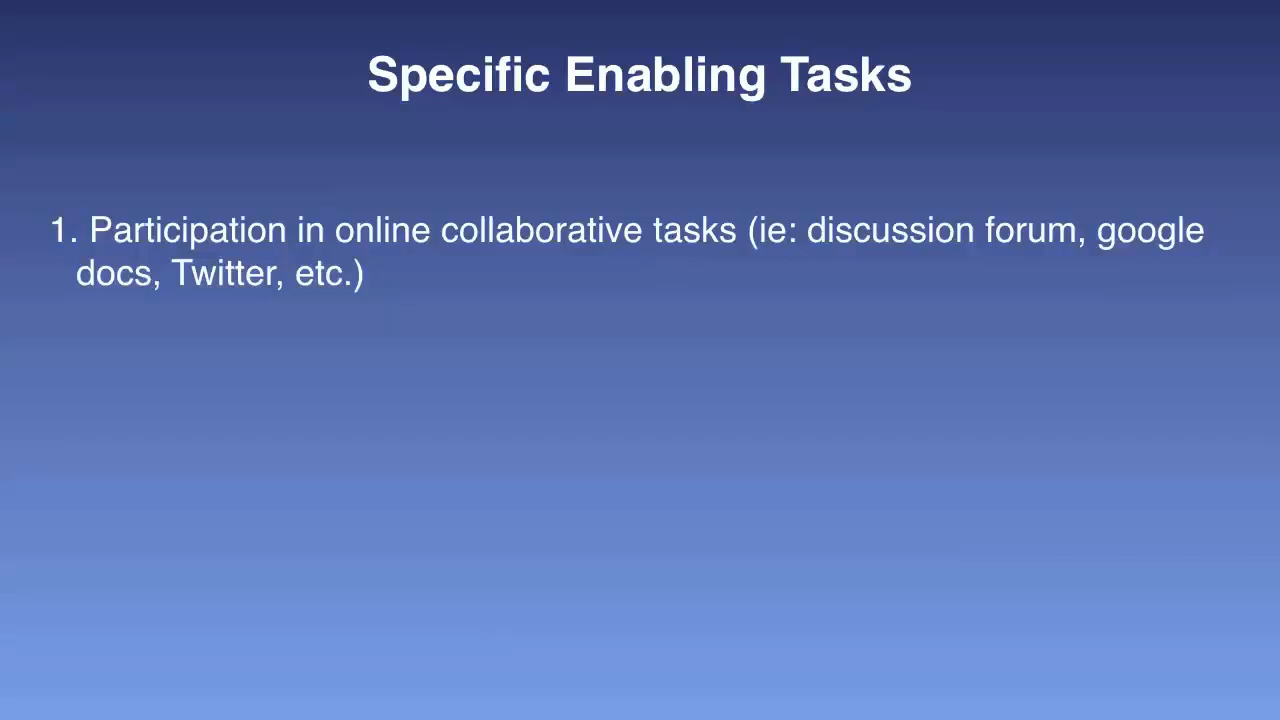 Specific Enabling Tasks
1. Participation in online collaborative tasks (ie: discussion forum, google
docs, Twitter, etc.)